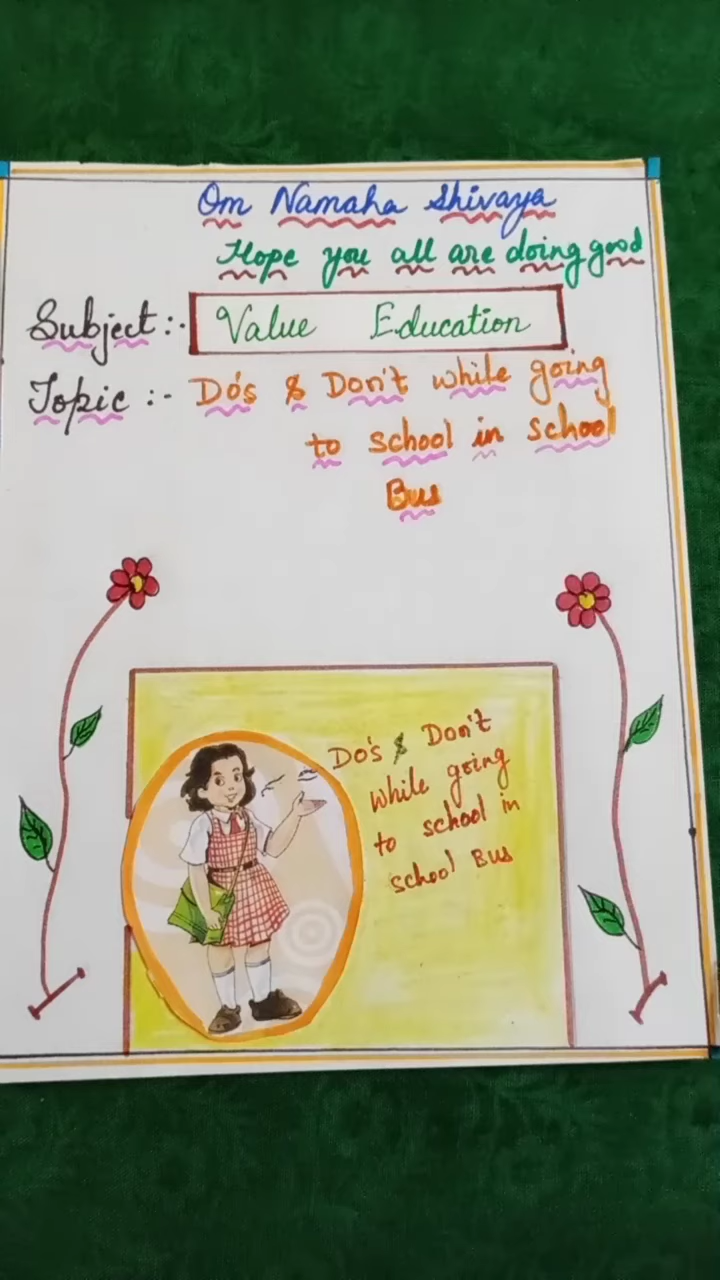 Om Namaha Shivaya
Hope you all are doing good
Subject :- Value Education
Topic :- Do's & Don't while going
to school in school
Bus
Do's & Don't
while going
to school in
school Bus